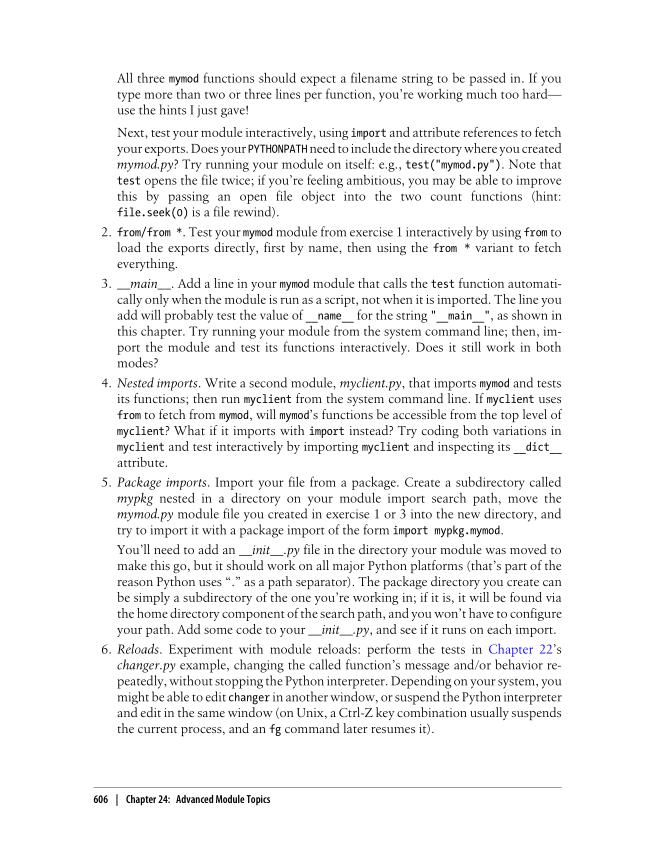 All three mymod functions should expect a filename string to be passed in. If you
type more than two or three lines per function, you're working much too hard—
use the hints I just gave!
Next, test your module interactively, using import and attribute references to fetch
your exports. Does your PYTHONPATH need to include the directory where you created
mymod.py? Try running your module on itself: e.g., test("mymod.py"). Note that
test opens the file twice; if you're feeling ambitious, you may be able to improve
this by passing an open file object into the two count functions (hint:
file.seek(0) is a file rewind).
2. from/from *. Test your mymod module from exercise 1 interactively by using from to
load the exports directly, first by name, then using the from * variant to fetch
everything.
3. __main__. Add a line in your mymod module that calls the test function automati-
cally only when the module is run as a script, not when it is imported. The line you
add will probably test the value of __name__ for the string "__main__", as shown in
this chapter. Try running your module from the system command line; then, im-
port the module and test its functions interactively. Does it still work in both
modes?
4. Nested imports. Write a second module, myclient.py, that imports mymod and tests
its functions; then run myclient from the system command line. If myclient uses
from to fetch from mymod, will mymod's functions be accessible from the top level of
myclient? What if it imports with import instead? Try coding both variations in
myclient and test interactively by importing myclient and inspecting its __dict__
attribute.
5. Package imports. Import your file from a package. Create a subdirectory called
mypkg nested in a directory on your module import search path, move the
mymod.py module file you created in exercise 1 or 3 into the new directory, and
try to import it with a package import of the form import mypkg.mymod.
You'll need to add an __init__.py file in the directory your module was moved to
make this go, but it should work on all major Python platforms (that's part of the
reason Python uses "." as a path separator). The package directory you create can
be simply a subdirectory of the one you're working in; if it is, it will be found via
the home directory component of the search path, and you won't have to configure
your path. Add some code to your __init__.py, and see if it runs on each import.
6. Reloads. Experiment with module reloads: perform the tests in Chapter 22's
changer.py example, changing the called function's message and/or behavior re-
peatedly, without stopping the Python interpreter. Depending on your system, you
might be able to edit changer in another window, or suspend the Python interpreter
and edit in the same window (on Unix, a Ctrl-Z key combination usually suspends
the current process, and an fg command later resumes it).
606 | Chapter 24: Advanced Module Topics